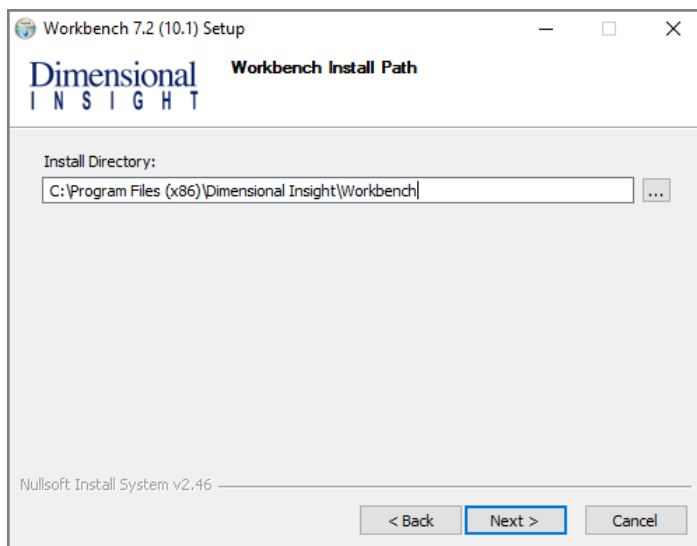 Workbench 7.2 (10.1) Setup
Dimensional
INSIGHT
Workbench Install Path
Install Directory:
C:\Program Files (x86)\Dimensional Insight\Workbench
...
Nullsoft Install System v2.46
< Back
Next >
Cancel